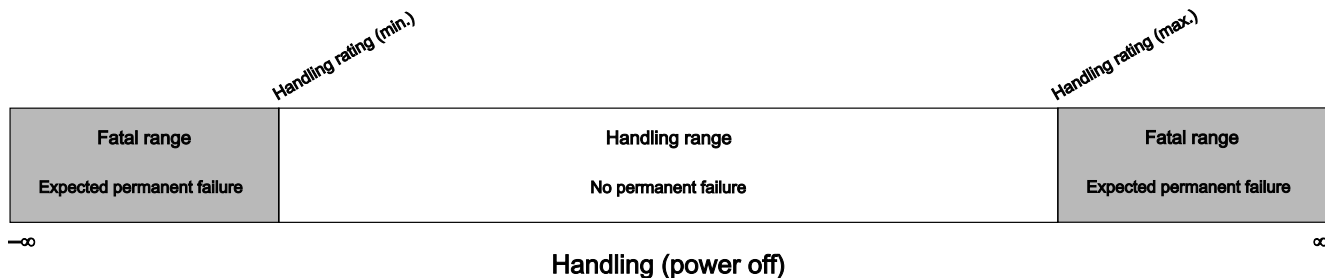 Handling rating (min.)
Handling rating (max.)
Fatal range
Handling range
Fatal range
Expected permanent failure
No permanent failure
Expected permanent failure
–∞
∞
Handling (power off)